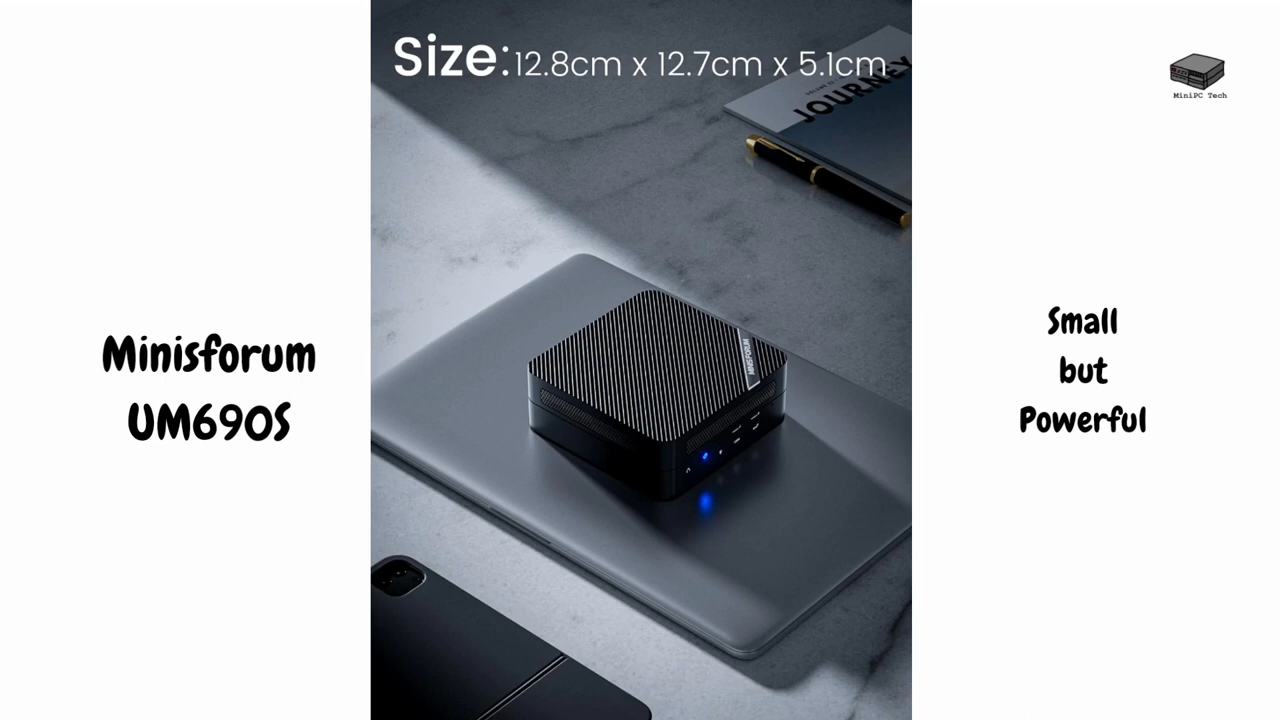 Size: 12.8cm x 12.7cm x 5.1cm
JOURNEY
MiniPC Tech
Minisforum
UM690S
MINISFORUM
Small
but
Powerful